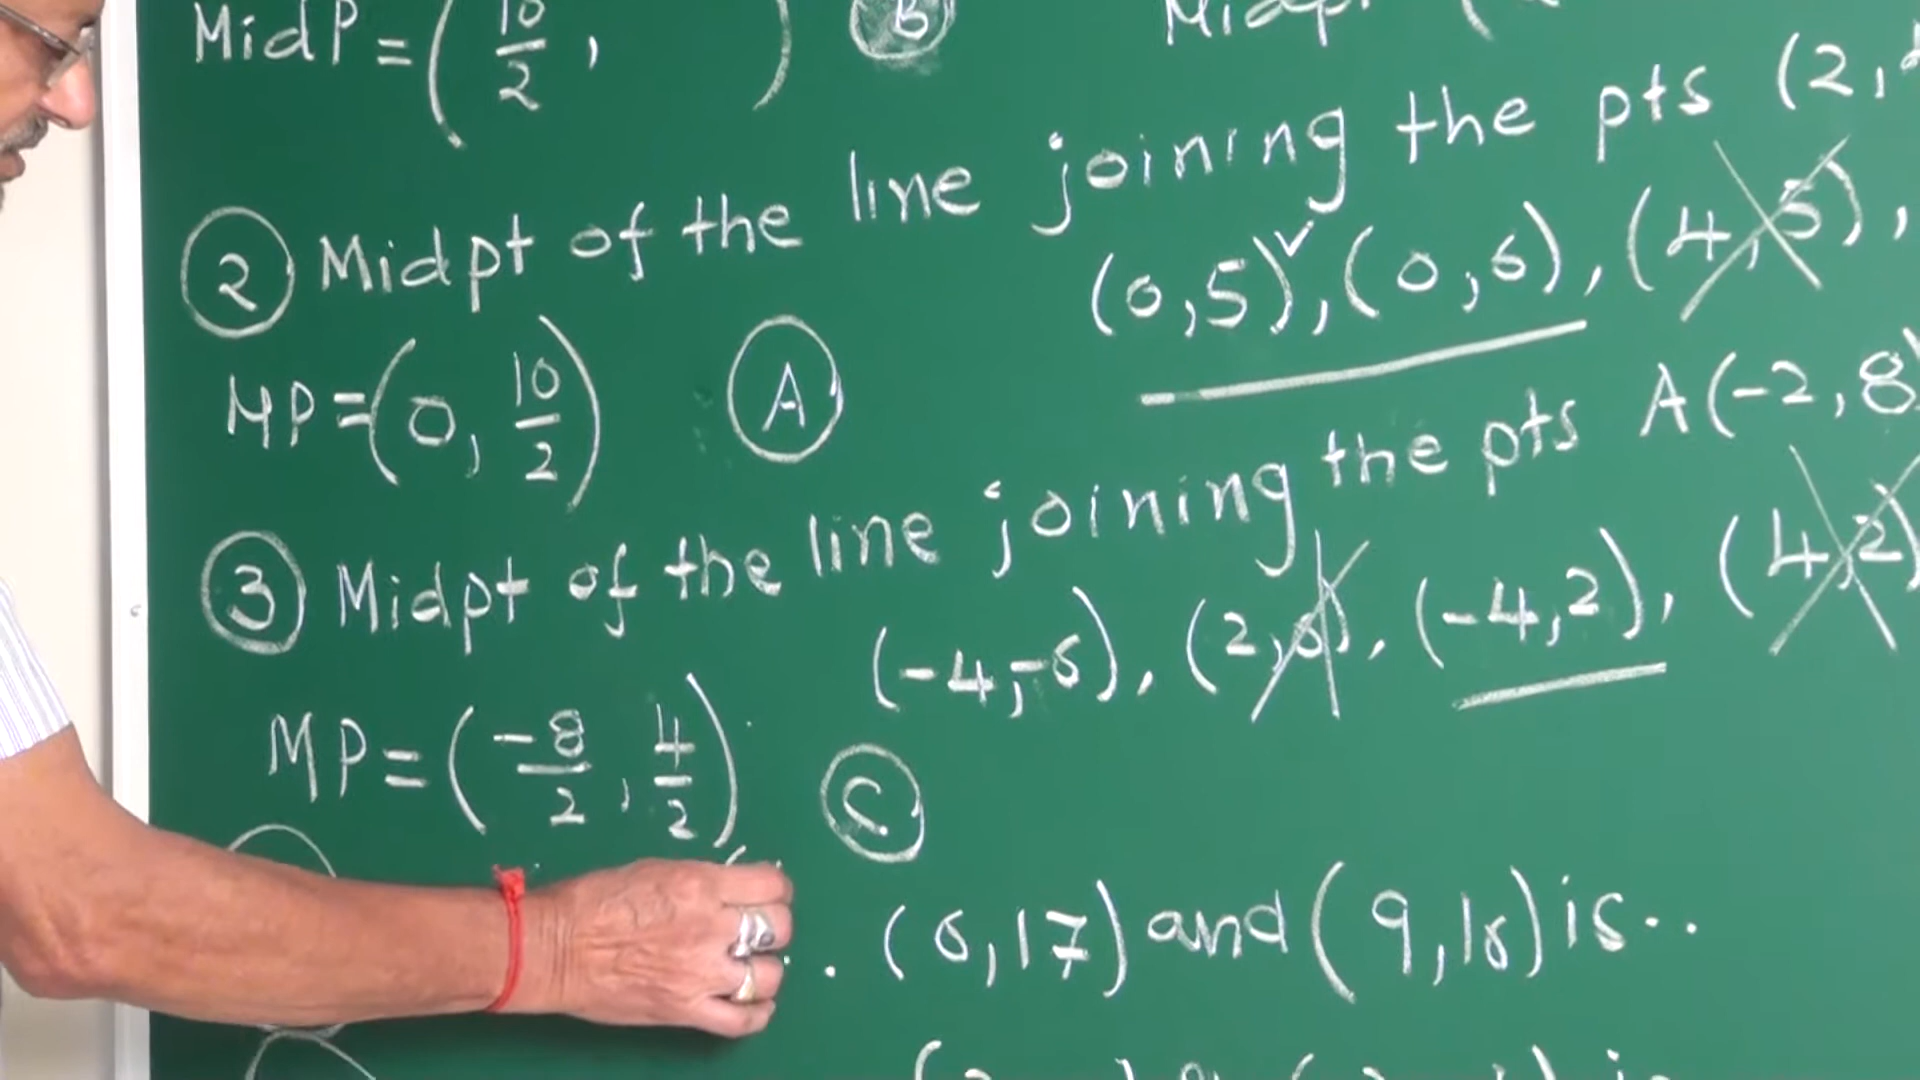 MidP = ( 10/2 , ) B Midpt (
② Midpt of the line joining the pts (2,
(0,5)✓, (0,6), (4,5),
MP = (0, 10/2) A
③ Midpt of the line joining the pts A(-2,8)
(-4,-6), (2,6), (-4,2), (4,2)
MP = (-8/2, 4/2) C
. (6,17) and (9,18) is..